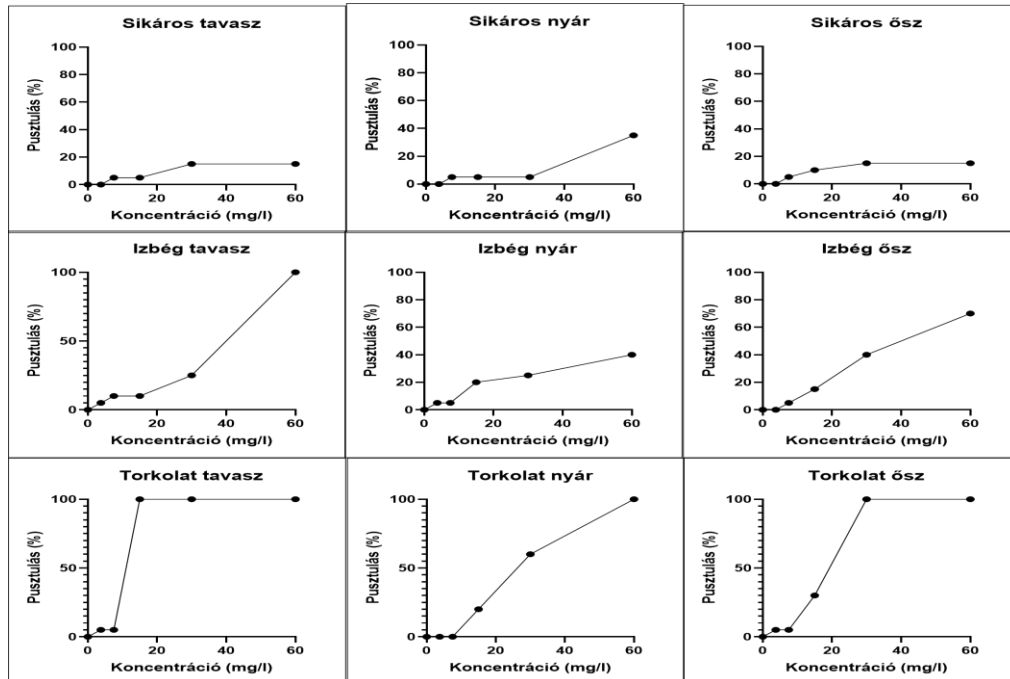 Sikáros tavasz
100
80
60
40
20
0
Pusztulás (%)
0 20 40 60
Koncentráció (mg/l)
Sikáros nyár
100
80
60
40
20
0
Pusztulás (%)
0 20 40 60
Koncentráció (mg/l)
Sikáros ősz
100
80
60
40
20
0
Pusztulás (%)
0 20 40 60
Koncentráció (mg/l)
Izbég tavasz
100
50
0
Pusztulás (%)
0 20 40 60
Koncentráció (mg/l)
Izbég nyár
100
80
60
40
20
0
Pusztulás (%)
0 20 40 60
Koncentráció (mg/l)
Izbég ősz
100
80
60
40
20
0
Pusztulás (%)
0 20 40 60
Koncentráció (mg/l)
Torkolat tavasz
100
50
0
Pusztulás (%)
0 20 40 60
Koncentráció (mg/l)
Torkolat nyár
100
50
0
Pusztulás (%)
0 20 40 60
Koncentráció (mg/l)
Torkolat ősz
100
50
0
Pusztulás (%)
0 20 40 60
Koncentráció (mg/l)